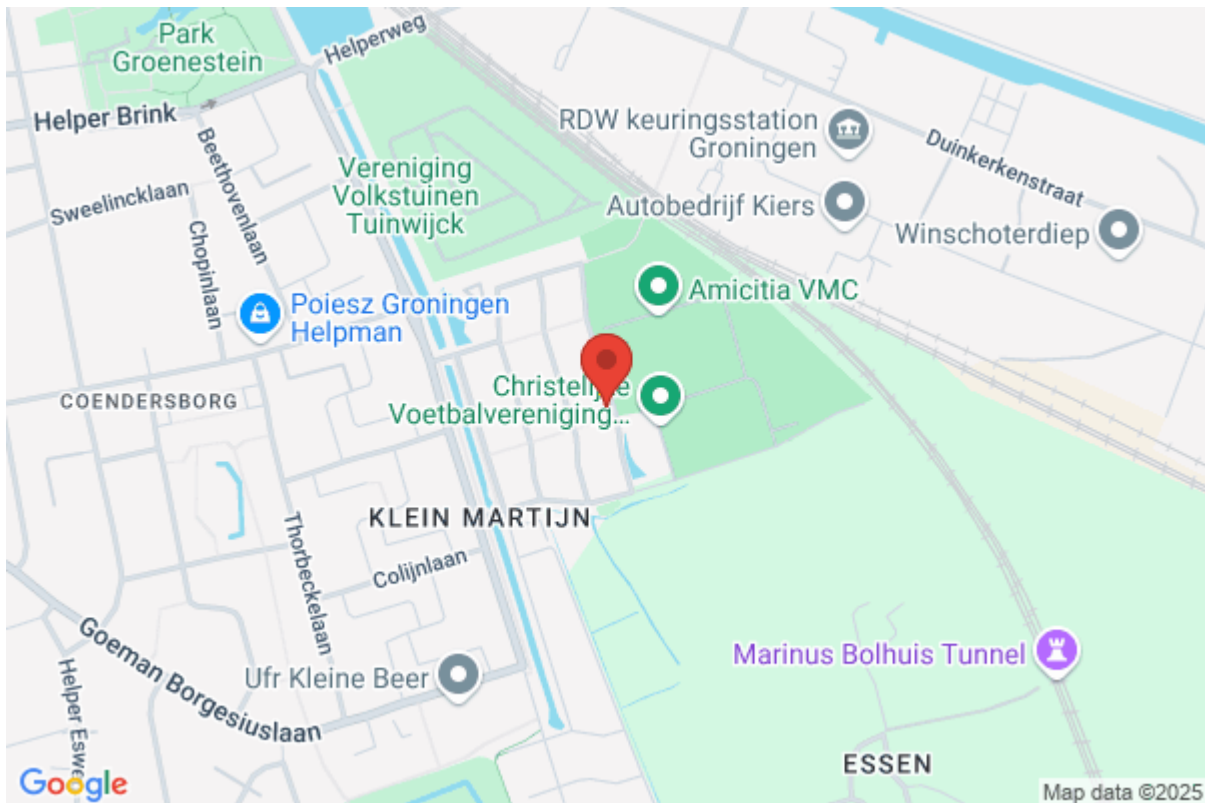 Park
Groenestein
Helperweg
Helper Brink
Beethovenlaan
Sweelincklaan
Chopinlaan
Vereniging
Volkstuinen
Tuinwijck
RDW keuringsstation
Groningen
Duinkerkenstraat
Autobedrijf Kiers
Winschoterdiep
Amicitia VMC
Poiesz Groningen
Helpman
Christelijke
Voetbalvereniging...
COENDERSBORG
KLEIN MARTIJN
Thorbeckelaan
Colijnlaan
Goeman Borgesiuslaan
Helper Esw
Ufr Kleine Beer
Marinus Bolhuis Tunnel
ESSEN
Google
Map data ©2025